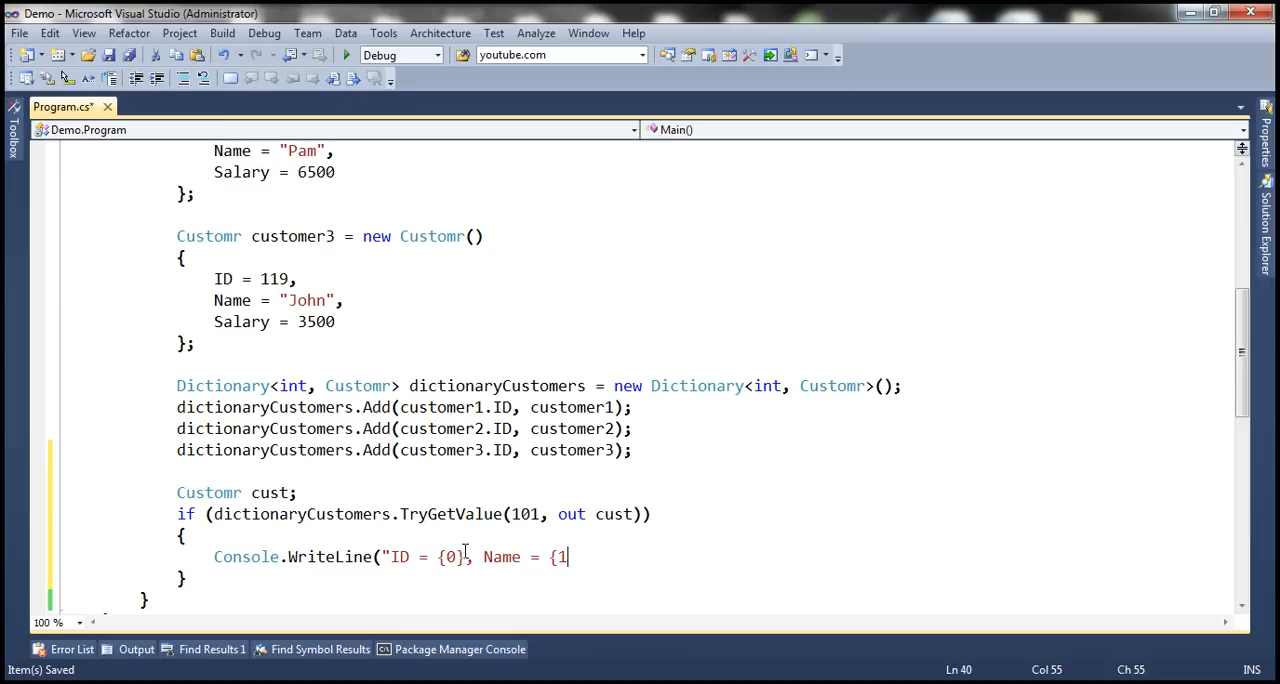 Demo - Microsoft Visual Studio (Administrator)
File Edit View Refactor Project Build Debug Team Data Tools Architecture Test Analyze Window Help
Debug youtube.com
Program.cs* 
Demo.Program Main()
Toolbox
Properties
Solution Explorer
Name = "Pam",
Salary = 6500
};
Customr customer3 = new Customr()
{
ID = 119,
Name = "John",
Salary = 3500
};
Dictionary<int, Customr> dictionaryCustomers = new Dictionary<int, Customr>();
dictionaryCustomers.Add(customer1.ID, customer1);
dictionaryCustomers.Add(customer2.ID, customer2);
dictionaryCustomers.Add(customer3.ID, customer3);
Customr cust;
if (dictionaryCustomers.TryGetValue(101, out cust))
{
Console.WriteLine("ID = {0}, Name = {1
}
}
100 %
Error List Output Find Results 1 Find Symbol Results Package Manager Console
Item(s) Saved Ln 40 Col 55 Ch 55 INS